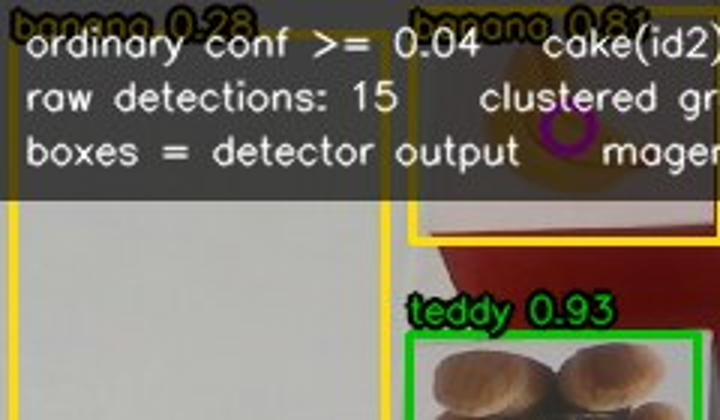 banana 0.28
banana 0.81
ordinary conf >= 0.04 cake(id2)
raw detections: 15 clustered gr
boxes = detector output
teddy 0.93